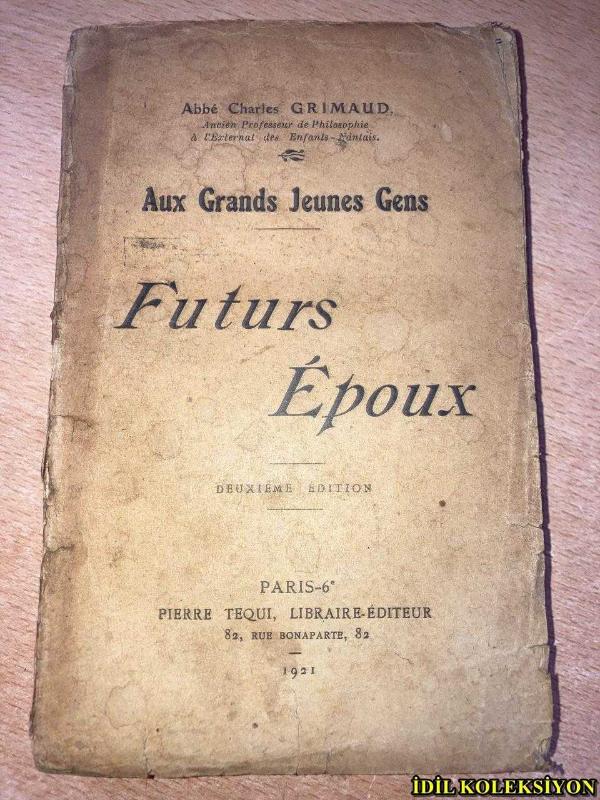 Abbé Charles GRIMAUD,
Ancien Professeur de Philosophie
à l'Externat des Enfants-Nantais.
Aux Grands Jeunes Gens
Futurs
Époux
DEUXIÈME ÉDITION
PARIS-6e
PIERRE TEQUI, LIBRAIRE-ÉDITEUR
82, RUE BONAPARTE, 82
1921
İDİL KOLEKSİYON